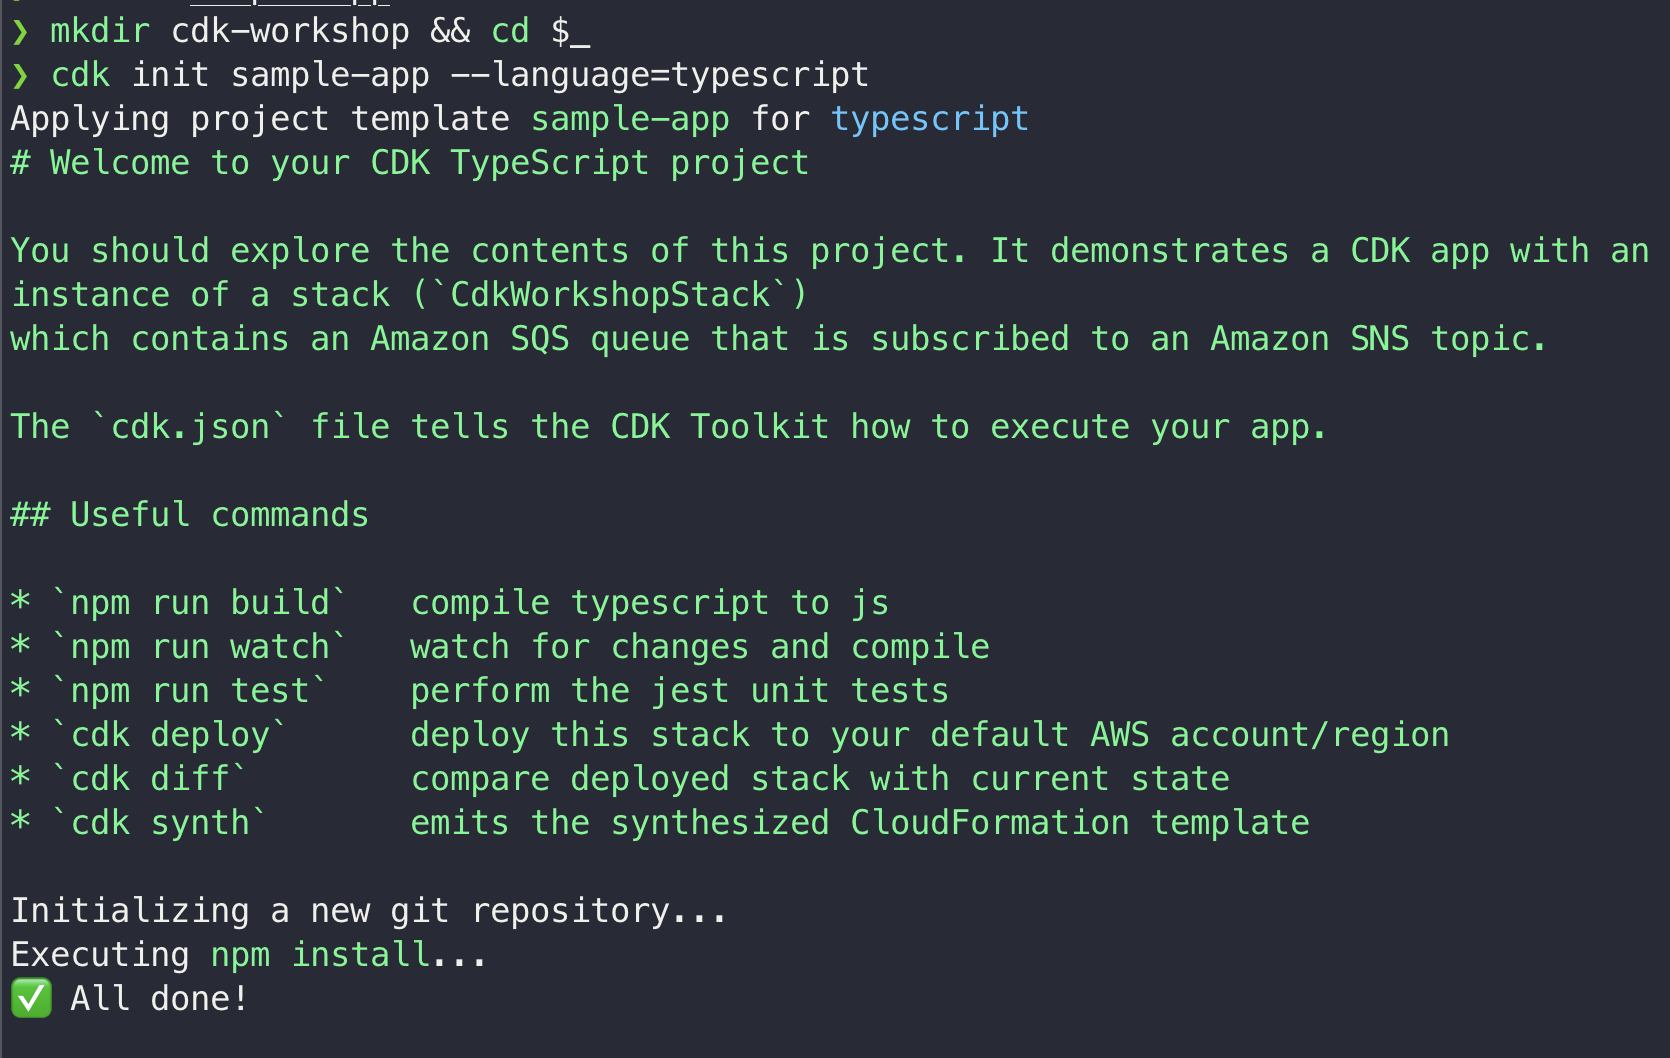 ❯ mkdir cdk-workshop && cd $_
❯ cdk init sample-app --language=typescript
Applying project template sample-app for typescript
# Welcome to your CDK TypeScript project
You should explore the contents of this project. It demonstrates a CDK app with an
instance of a stack (`CdkWorkshopStack`)
which contains an Amazon SQS queue that is subscribed to an Amazon SNS topic.
The `cdk.json` file tells the CDK Toolkit how to execute your app.
## Useful commands
* `npm run build`   compile typescript to js
* `npm run watch`   watch for changes and compile
* `npm run test`    perform the jest unit tests
* `cdk deploy`      deploy this stack to your default AWS account/region
* `cdk diff`        compare deployed stack with current state
* `cdk synth`       emits the synthesized CloudFormation template
Initializing a new git repository...
Executing npm install...
✅ All done!